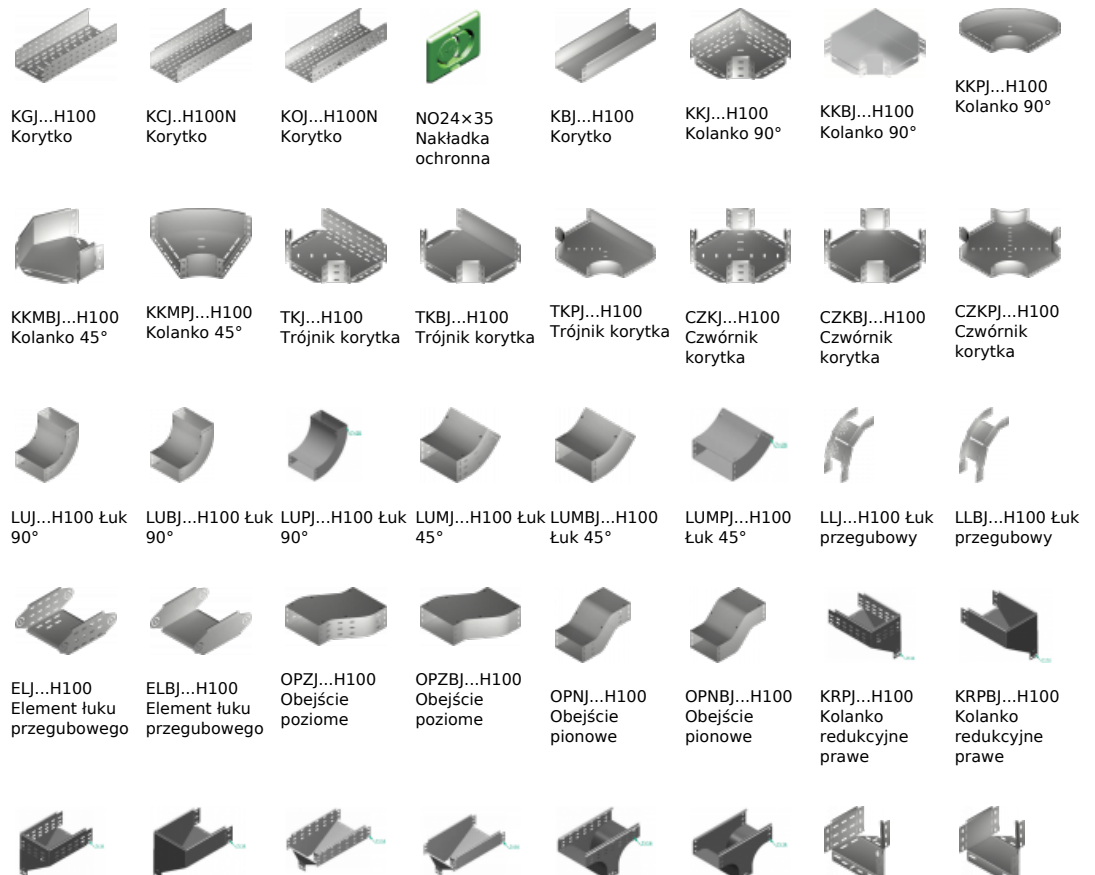 KGJ...H100
Korytko
KCJ..H100N
Korytko
KOJ...H100N
Korytko
NO24×35
Nakładka
ochronna
KBJ...H100
Korytko
KKJ...H100
Kolanko 90°
KKBJ...H100
Kolanko 90°
KKPJ...H100
Kolanko 90°
KKMBJ...H100
Kolanko 45°
KKMPJ...H100
Kolanko 45°
TKJ...H100
Trójnik korytka
TKBJ...H100
Trójnik korytka
TKPJ...H100
Trójnik korytka
CZKJ...H100
Czwórnik
korytka
CZKBJ...H100
Czwórnik
korytka
CZKPJ...H100
Czwórnik
korytka
LUJ...H100 Łuk
90°
LUBJ...H100 Łuk
90°
LUPJ...H100 Łuk
90°
LUMJ...H100 Łuk
45°
LUMBJ...H100
Łuk 45°
LUMPJ...H100
Łuk 45°
LLJ...H100 Łuk
przegubowy
LLBJ...H100 Łuk
przegubowy
ELJ...H100
Element łuku
przegubowego
ELBJ...H100
Element łuku
przegubowego
OPZJ...H100
Obejście
poziome
OPZBJ...H100
Obejście
poziome
OPNJ...H100
Obejście
pionowe
OPNBJ...H100
Obejście
pionowe
KRPJ...H100
Kolanko
redukcyjne
prawe
KRPBJ...H100
Kolanko
redukcyjne
prawe